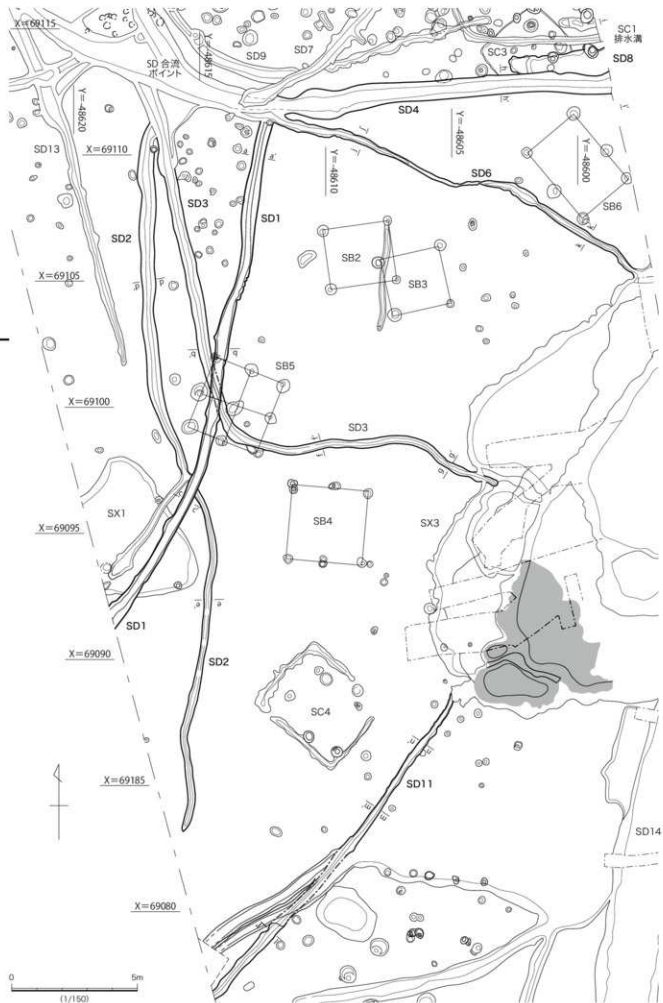 X=69115
SD9
SD7
SC1
排水溝
SC3
SD8
SD 合流
ポイント
Y=-48615
SD4
Y=-48620
SD13
X=69110
SD3
SD1
Y=-48610
Y=-48605
SD6
Y=-48600
SB6
SD2
SB2
SB3
X=69105
SB5
X=69100
SD3
SX1
X=69095
SB4
SX3
SD1
X=69090
SD2
SC4
X=69185
SD11
SD14
X=69080
0
5m
(1/150)